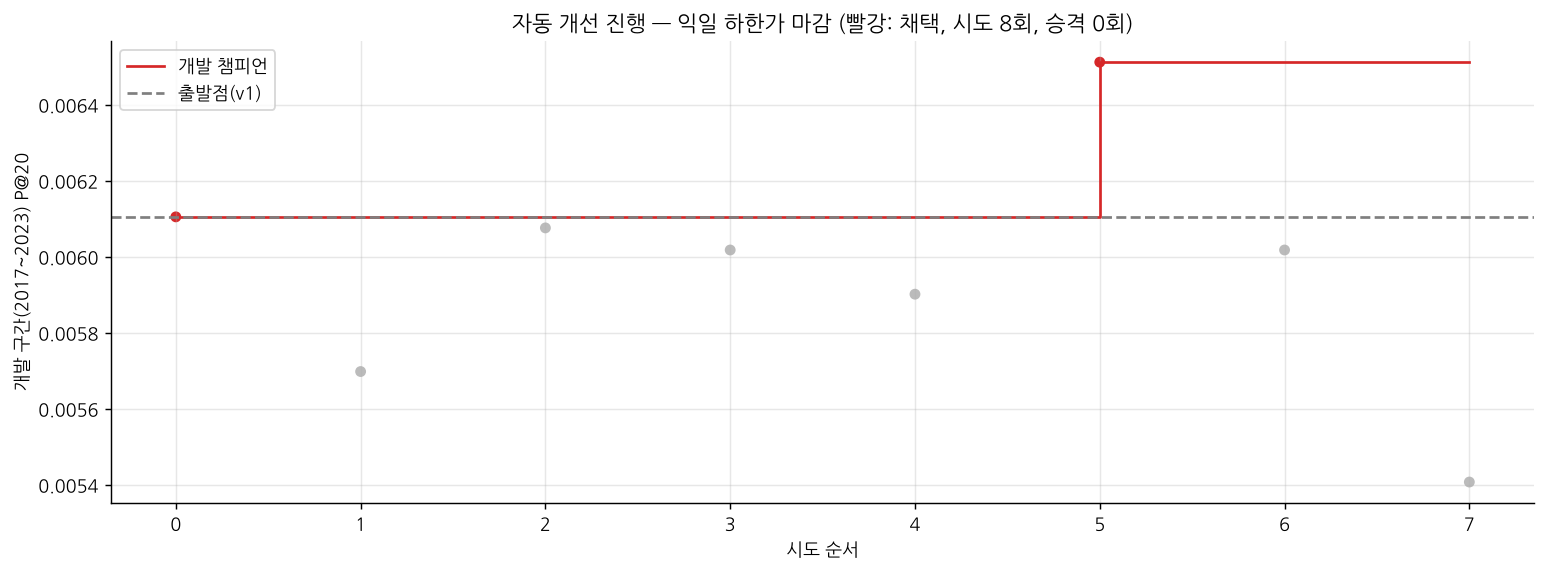 자동 개선 진행 — 익일 하한가 마감 (빨강: 채택, 시도 8회, 승격 0회)
개발 챔피언
출발점(v1)
개발 구간(2017~2023) P@20
0.0064
0.0062
0.0060
0.0058
0.0056
0.0054
0 1 2 3 4 5 6 7
시도 순서